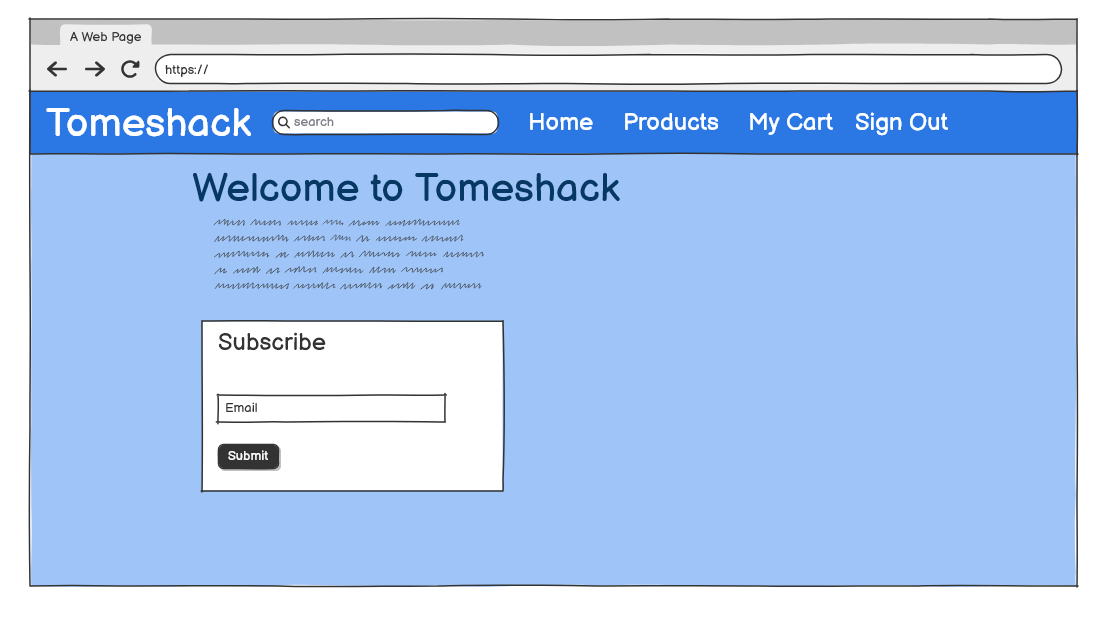 A Web Page
https://
Tomeshack
search
Home Products My Cart Sign Out
Welcome to Tomeshack
Subscribe
Email
Submit